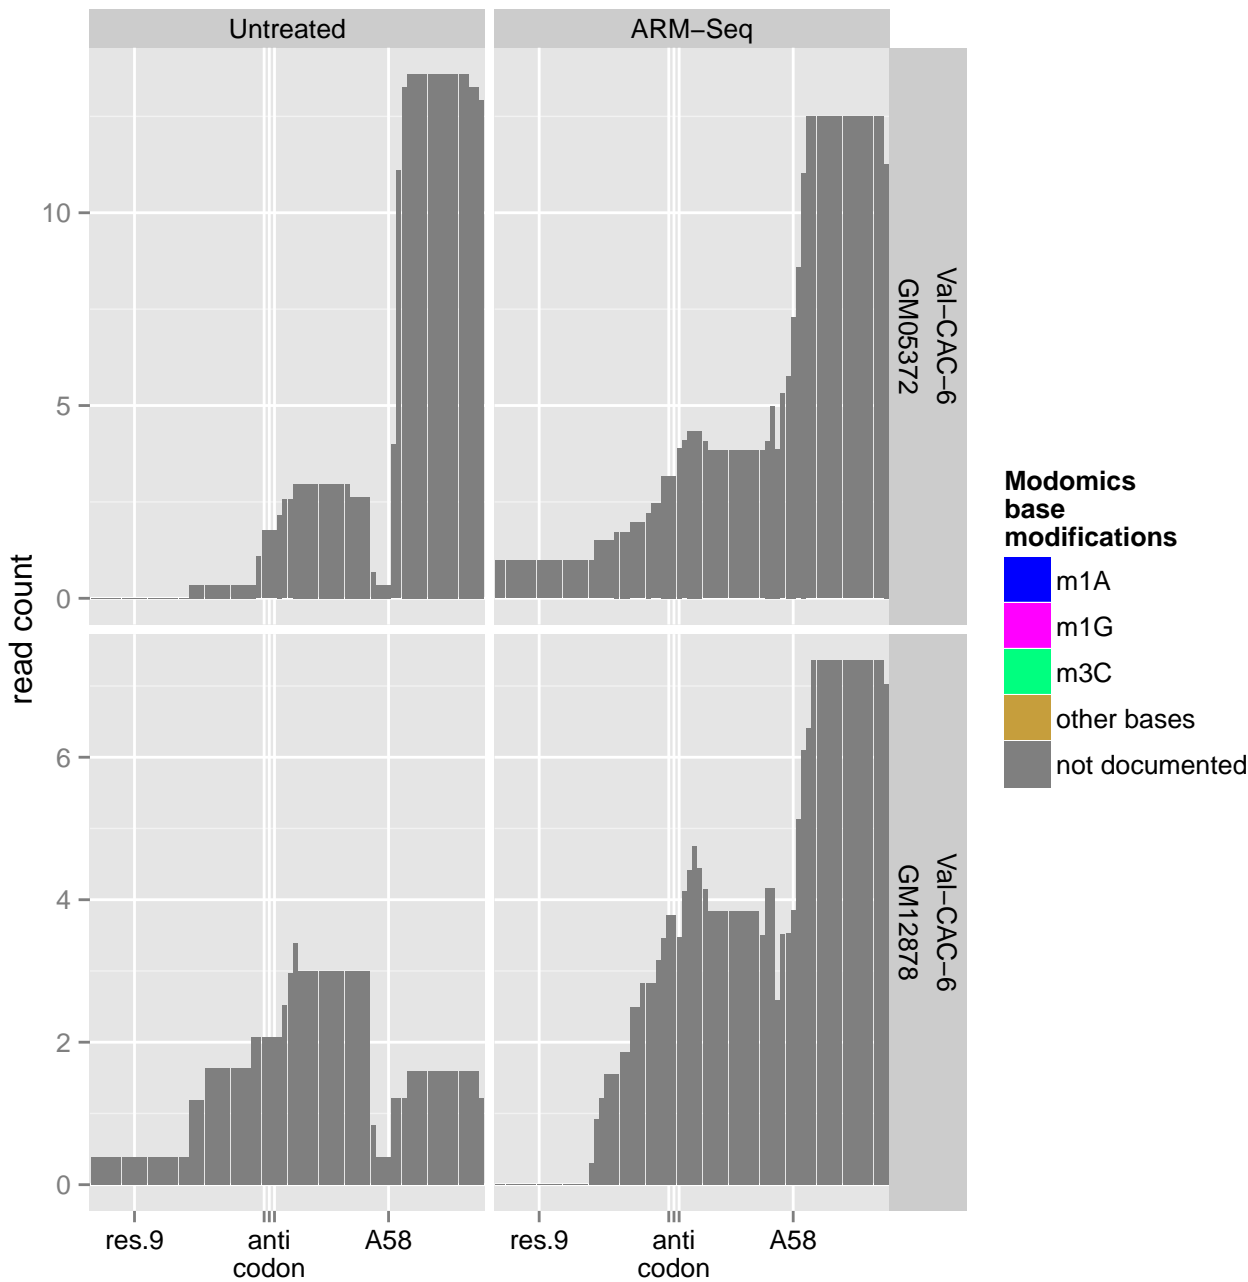 Untreated
ARM–Seq
10
5
0
Val–CAC–6
GM05372
6
4
2
0
Val–CAC–6
GM12878
read count
res.9
anti
codon
A58
res.9
anti
codon
A58
Modomics
base
modifications
m1A
m1G
m3C
other bases
not documented